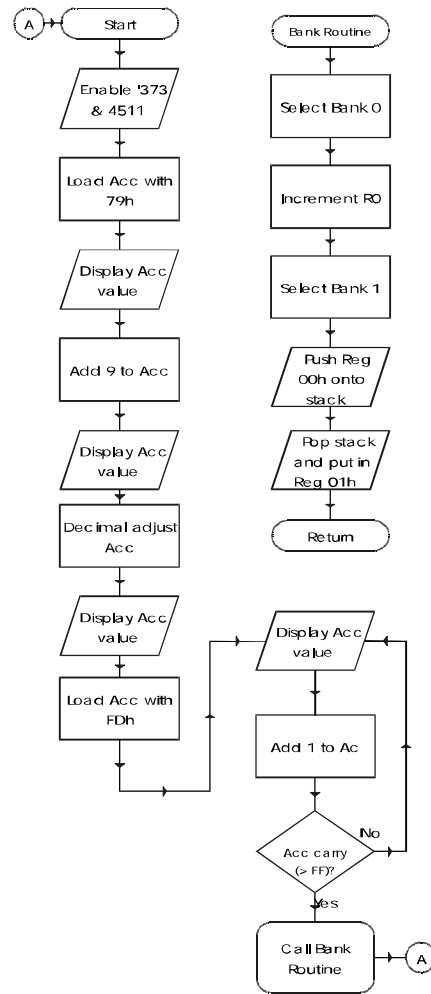 A
Start
Enable '373
& 4511
Load Acc with
79h
Display Acc
value
Add 9 to Acc
Display Acc
value
Decimal adjust
Acc
Display Acc
value
Load Acc with
FDh
Bank Routine
Select Bank 0
Increment R0
Select Bank 1
Push Reg
00h onto
stack
Pop stack
and put in
Reg 01h
Return
Display Acc
value
Add 1 to Ac
No
Acc carry
(> FF)?
Yes
Call Bank
Routine
A